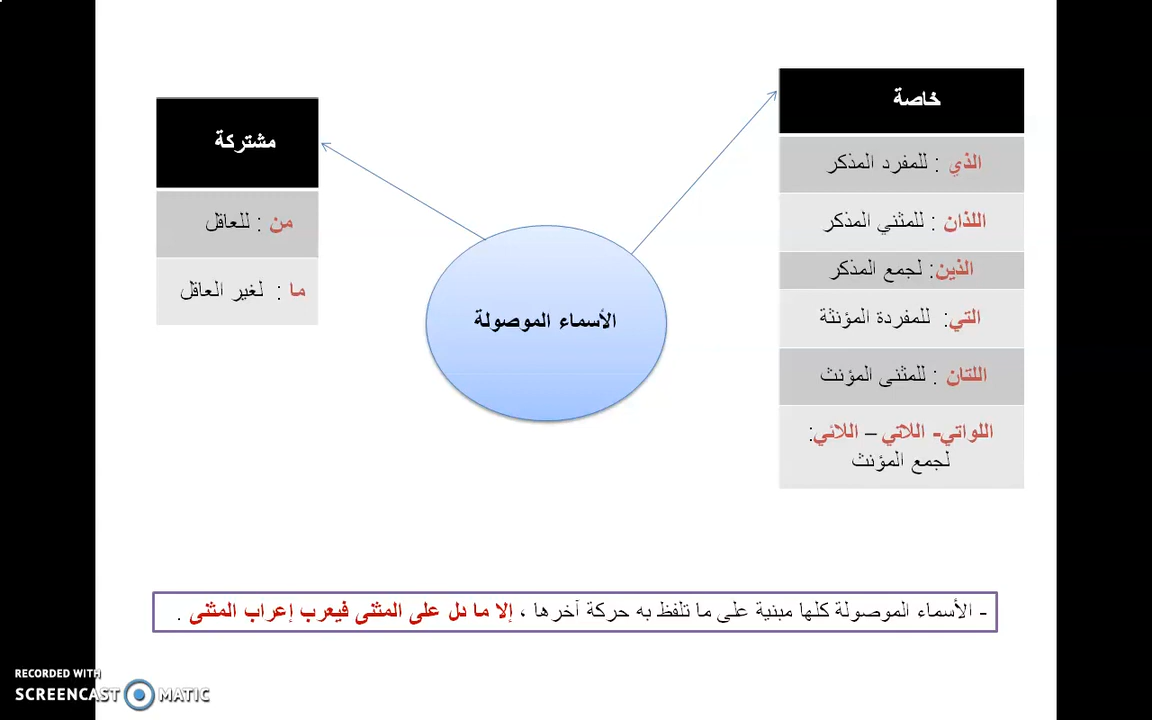 خاصة
الذي : للمفرد المذكر
اللذان : للمثني المذكر
الذين: لجمع المذكر
التي: للمفردة المؤنثة
اللتان : للمثنى المؤنث
اللواتي- اللاتي – اللائي:
لجمع المؤنث
مشتركة
من : للعاقل
ما : لغير العاقل
الأسماء الموصولة
- الأسماء الموصولة كلها مبنية على ما تلفظ به حركة آخرها ، إلا ما دل على المثنى فيعرب إعراب المثنى .
RECORDED WITH
SCREENCAST MATIC